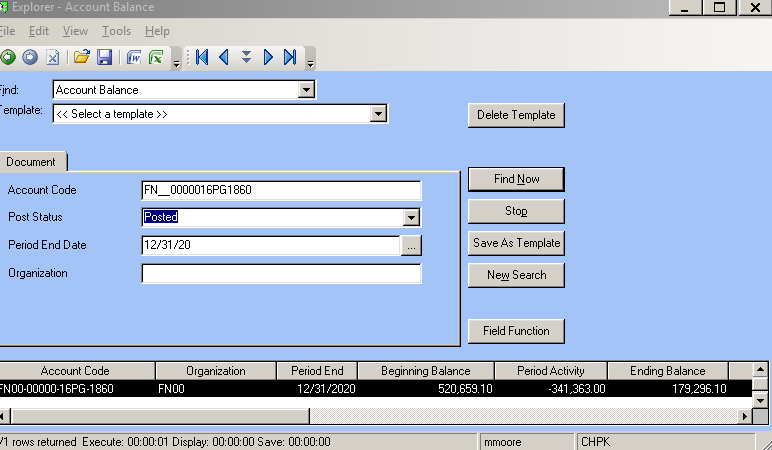 Explorer - Account Balance
File Edit View Tools Help
Find: Account Balance
Template: << Select a template >> Delete Template
Document
Account Code FN__0000016PG1860 Find Now
Post Status Posted Stop
Period End Date 12/31/20 ... Save As Template
Organization New Search
Field Function
Account Code Organization Period End Beginning Balance Period Activity Ending Balance
FN00-00000-16PG-1860 FN00 12/31/2020 520,659.10 -341,363.00 179,296.10
/1 rows returned Execute: 00:00:01 Display: 00:00:00 Save: 00:00:00 mmoore CHPK